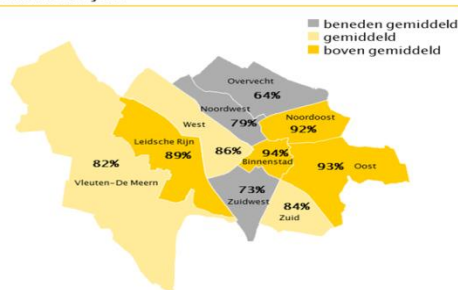 beneden gemiddeld
gemiddeld
boven gemiddeld
Overvecht
64%
Noordwest
79%
Noordoost
92%
West
86%
Leidsche Rijn
89%
94%
Binnenstad
93%
Oost
82%
Vleuten-De Meern
73%
Zuidwest
84%
Zuid